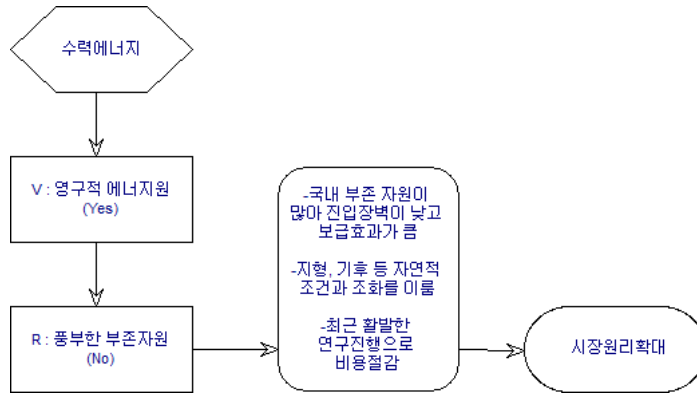 수력에너지
V : 영구적 에너지원
(Yes)
R : 풍부한 부존자원
(No)
-국내 부존 자원이
많아 진입장벽이 낮고
보급효과가 큼
-지형, 기후 등 자연적
조건과 조화를 이룸
-최근 활발한
연구진행으로
비용절감
시장원리확대